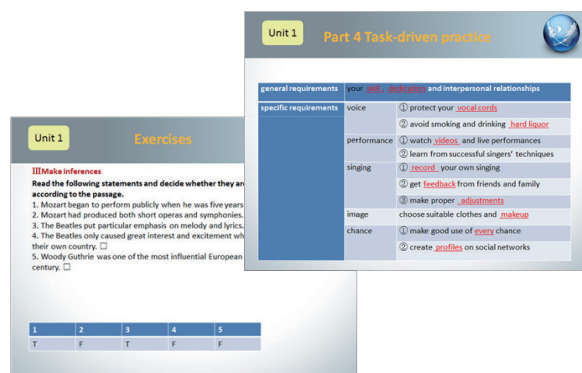 Unit 1
Part 4 Task-driven practice
general requirements your skill , dedication and interpersonal relationships
specific requirements voice ① protect your vocal cords
② avoid smoking and drinking hard liquor
performance ① watch videos and live performances
② learn from successful singers' techniques
singing ① record your own singing
② get feedback from friends and family
③ make proper adjustments
image choose suitable clothes and makeup
chance ① make good use of every chance
② create profiles on social networks
Unit 1
Exercises
III Make inferences
Read the following statements and decide whether they are
according to the passage.
1. Mozart began to perform publicly when he was five years
2. Mozart had produced both short operas and symphonies.
3. The Beatles put particular emphasis on melody and lyrics.
4. The Beatles only caused great interest and excitement wh
their own country. □
5. Woody Guthrie was one of the most influential European
century. □
1 2 3 4 5
T F T F F